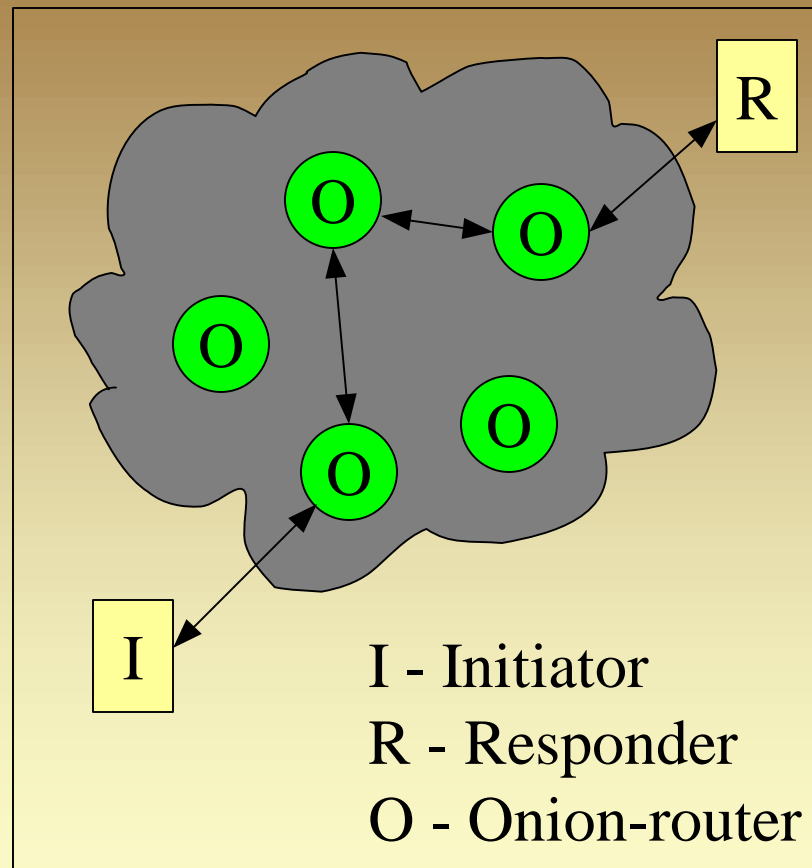 R
O
O
O
O
O
I
I - Initiator
R - Responder
O - Onion-router